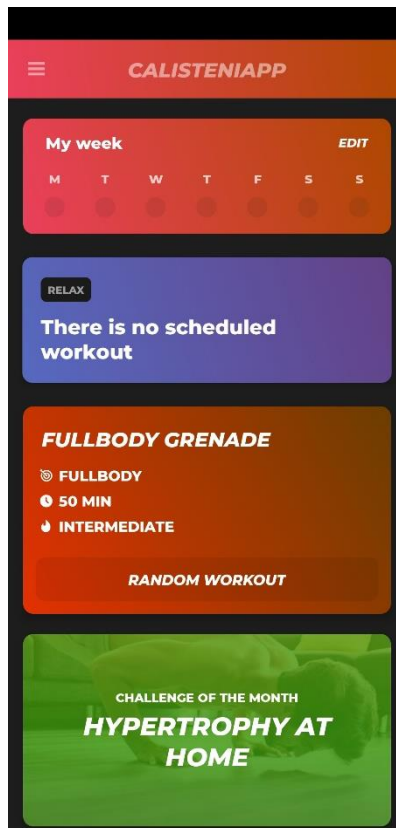 CALISTENIAPP
My week EDIT
M T W T F S S
RELAX
There is no scheduled
workout
FULLBODY GRENADE
FULLBODY
50 MIN
INTERMEDIATE
RANDOM WORKOUT
CHALLENGE OF THE MONTH
HYPERTROPHY AT
HOME